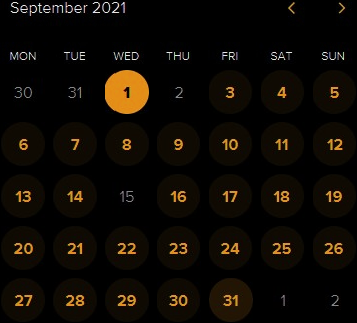 September 2021
MON TUE WED THU FRI SAT SUN
30 31 1 2 3 4 5
6 7 8 9 10 11 12
13 14 15 16 17 18 19
20 21 22 23 24 25 26
27 28 29 30 31 1 2